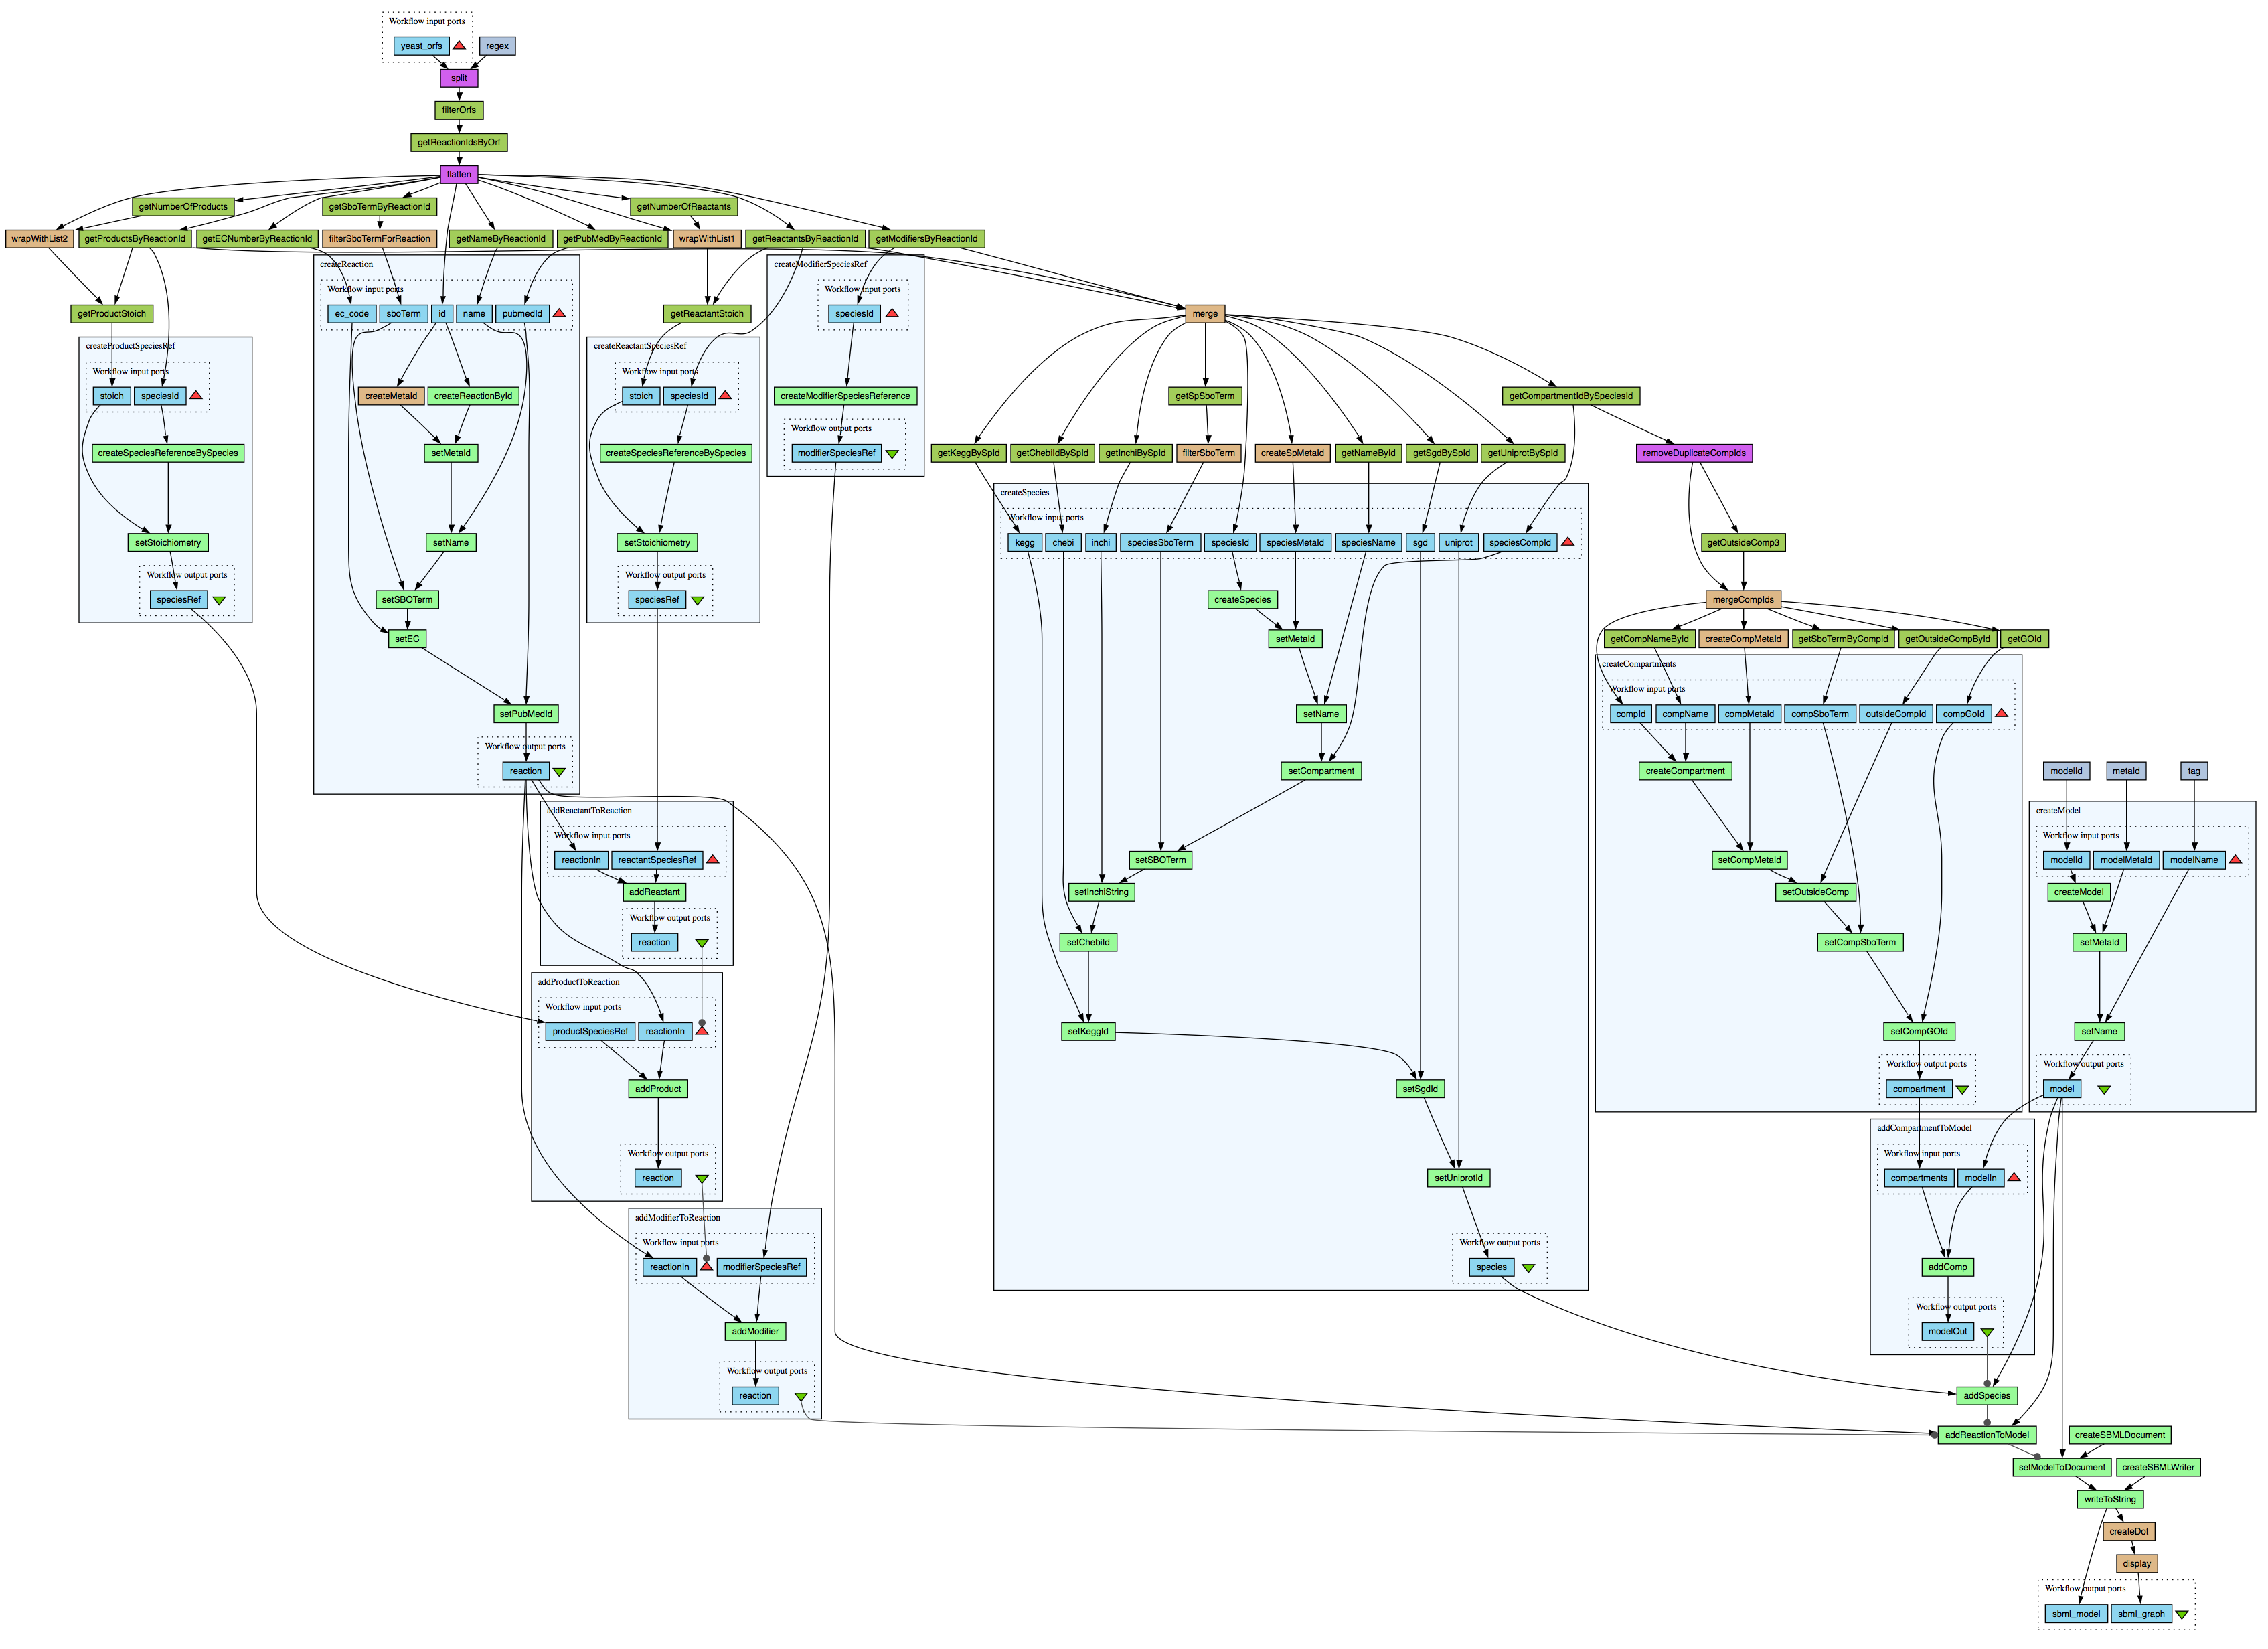 Workflow input ports
yeast_orfs
regex
split
filterOrfs
getReactionIdsByOrf
flatten
getNumberOfProducts
getSboTermByReactionId
getNumberOfReactants
wrapWithList2
getProductsByReactionId
getECNumberByReactionId
filterSboTermForReaction
getNameByReactionId
getPubMedByReactionId
wrapWithList1
getReactantsByReactionId
getModifiersByReactionId
getProductStoich
createProductSpeciesRef
Workflow input ports
stoich
speciesId
createSpeciesReferenceBySpecies
setStoichiometry
Workflow output ports
speciesRef
createReaction
Workflow input ports
ec_code
sboTerm
id
name
pubmedId
createMetaId
createReactionById
setMetaId
setName
setSBOTerm
setEC
setPubMedId
Workflow output ports
reaction
getReactantStoich
createReactantSpeciesRef
Workflow input ports
stoich
speciesId
createSpeciesReferenceBySpecies
setStoichiometry
Workflow output ports
speciesRef
createModifierSpeciesRef
Workflow input ports
speciesId
createModifierSpeciesReference
Workflow output ports
modifierSpeciesRef
addReactantToReaction
Workflow input ports
reactionIn
reactantSpeciesRef
addReactant
Workflow output ports
reaction
addProductToReaction
Workflow input ports
productSpeciesRef
reactionIn
addProduct
Workflow output ports
reaction
addModifierToReaction
Workflow input ports
reactionIn
modifierSpeciesRef
addModifier
Workflow output ports
reaction
merge
getSpSboTerm
getCompartmentIdBySpeciesId
getKeggBySpId
getChebiIdBySpId
getInchiBySpId
filterSboTerm
createSpMetaId
getNameById
getSgdBySpId
getUniprotBySpId
removeDuplicateCompIds
createSpecies
Workflow input ports
kegg
chebi
inchi
speciesSboTerm
speciesId
speciesMetaId
speciesName
sgd
uniprot
speciesCompId
createSpecies
setMetaId
setName
setCompartment
setSBOTerm
setInchiString
setChebiId
setKeggId
setSgdId
setUniprotId
Workflow output ports
species
getOutsideComp3
mergeCompIds
getCompNameById
createCompMetaId
getSboTermByCompId
getOutsideCompById
getGOId
createCompartments
Workflow input ports
compId
compName
compMetaId
compSboTerm
outsideCompId
compGoId
createCompartment
setCompMetaId
setOutsideComp
setCompSboTerm
setCompGOId
Workflow output ports
compartment
modelId
metaId
tag
createModel
Workflow input ports
modelId
modelMetaId
modelName
createModel
setMetaId
setName
Workflow output ports
model
addCompartmentToModel
Workflow input ports
compartments
modelIn
addComp
Workflow output ports
modelOut
addSpecies
addReactionToModel
createSBMLDocument
setModelToDocument
createSBMLWriter
writeToString
createDot
display
Workflow output ports
sbml_model
sbml_graph